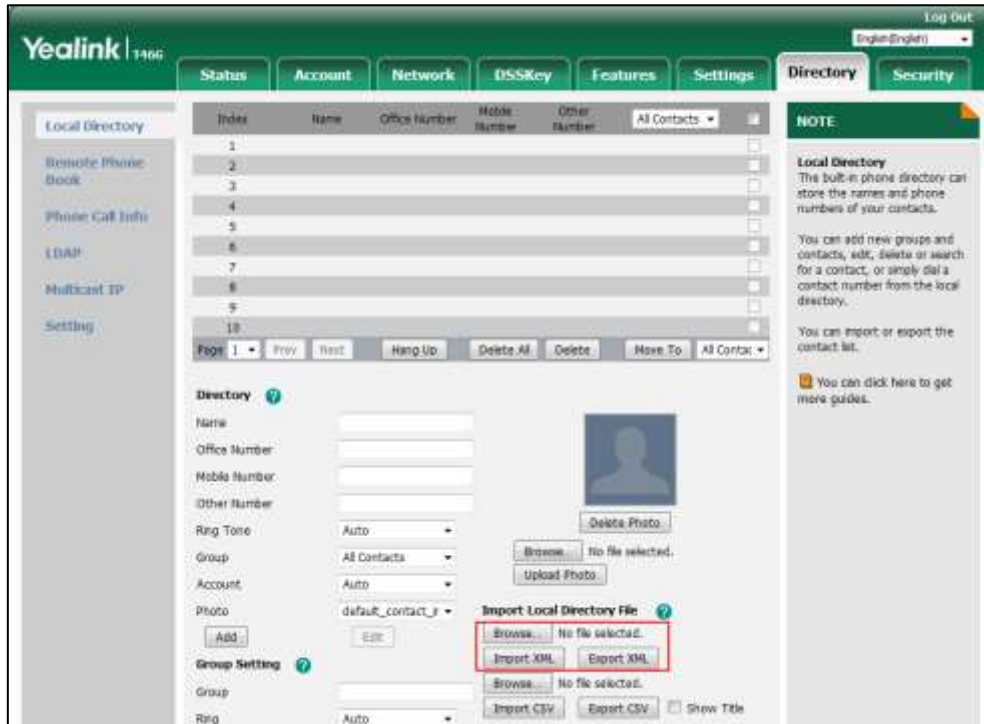 Log Out
Yealink T46G
English(English)
Status Account Network DSSKey Features Settings Directory Security
Local Directory
Remote Phone
Book
Phone Call Info
LDAP
Multicast IP
Setting
Index Name Office Number Mobile
Number Other
Number All Contacts
1
2
3
4
5
6
7
8
9
10
Page 1 Prev Next Hang Up Delete All Delete Move To All Contac
Directory
Name
Office Number
Mobile Number
Other Number
Ring Tone Auto
Group All Contacts
Account Auto
Photo default_contact_
Add Edit
Group Setting
Group
Ring Auto
Delete Photo
Browse... No file selected.
Upload Photo
Import Local Directory File
Browse... No file selected.
Import XML Export XML
Browse... No file selected.
Import CSV Export CSV Show Title
NOTE
Local Directory
The built-in phone directory can
store the names and phone
numbers of your contacts.
You can add new groups and
contacts, edit, delete or search
for a contact, or simply dial a
contact number from the local
directory.
You can import or export the
contact list.
You can click here to get
more guides.